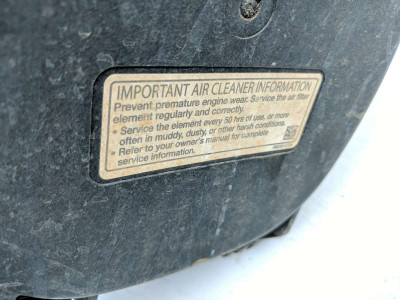 IMPORTANT AIR CLEANER INFORMATION
Prevent premature engine wear. Service the air filter
element regularly and correctly.
• Service the element every 50 hrs of use, or more
often in muddy, dusty, or other harsh conditions.
• Refer to your owner's manual for complete
service information.